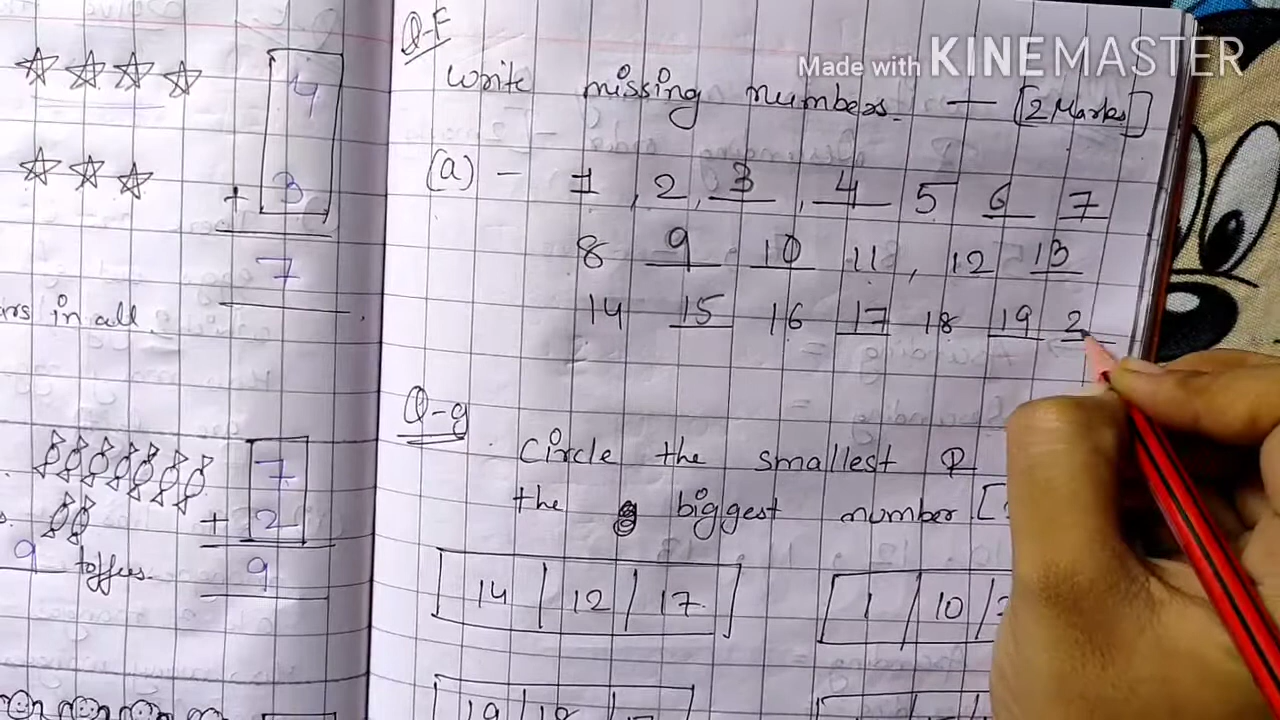 Made with KINEMASTER
4
+ 3
7
rs in all
7
+ 2
9
9 toffees.
Q-F
Write missing numbers. — [2 Marks]
(a) - 1, 2, 3, 4 5 6 7
8 9 10 11, 12 13
14 15 16 17 18 19 2
Q-g
Circle the smallest
the biggest number [
14 12 17
1 10
19 18